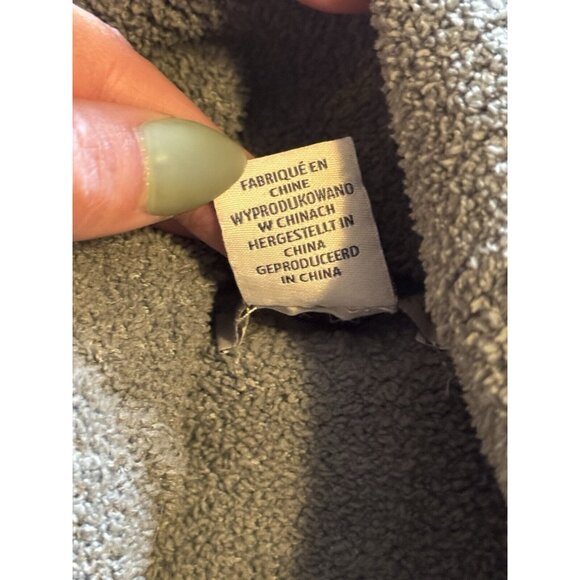 FABRIQUÉ EN
CHINE
WYPRODUKOWANO
W CHINACH
HERGESTELLT IN
CHINA
GEPRODUCEERD
IN CHINA